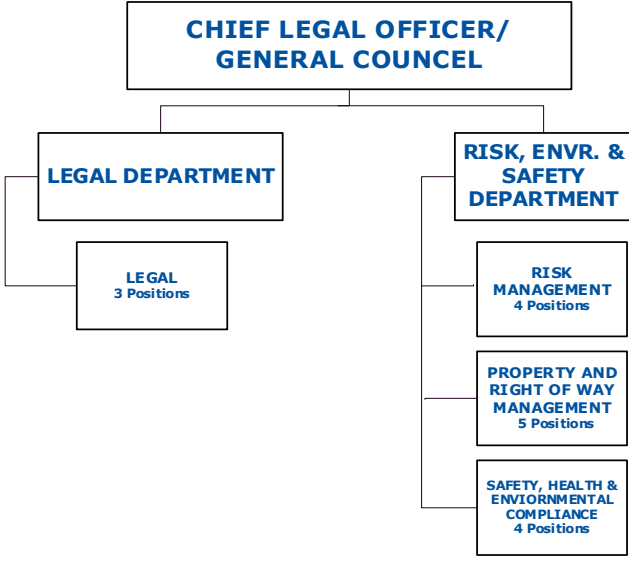 CHIEF LEGAL OFFICER/
GENERAL COUNCEL
LEGAL DEPARTMENT
LEGAL
3 Positions
RISK, ENVR. &
SAFETY
DEPARTMENT
RISK
MANAGEMENT
4 Positions
PROPERTY AND
RIGHT OF WAY
MANAGEMENT
5 Positions
SAFETY, HEALTH &
ENVIORNMENTAL
COMPLIANCE
4 Positions